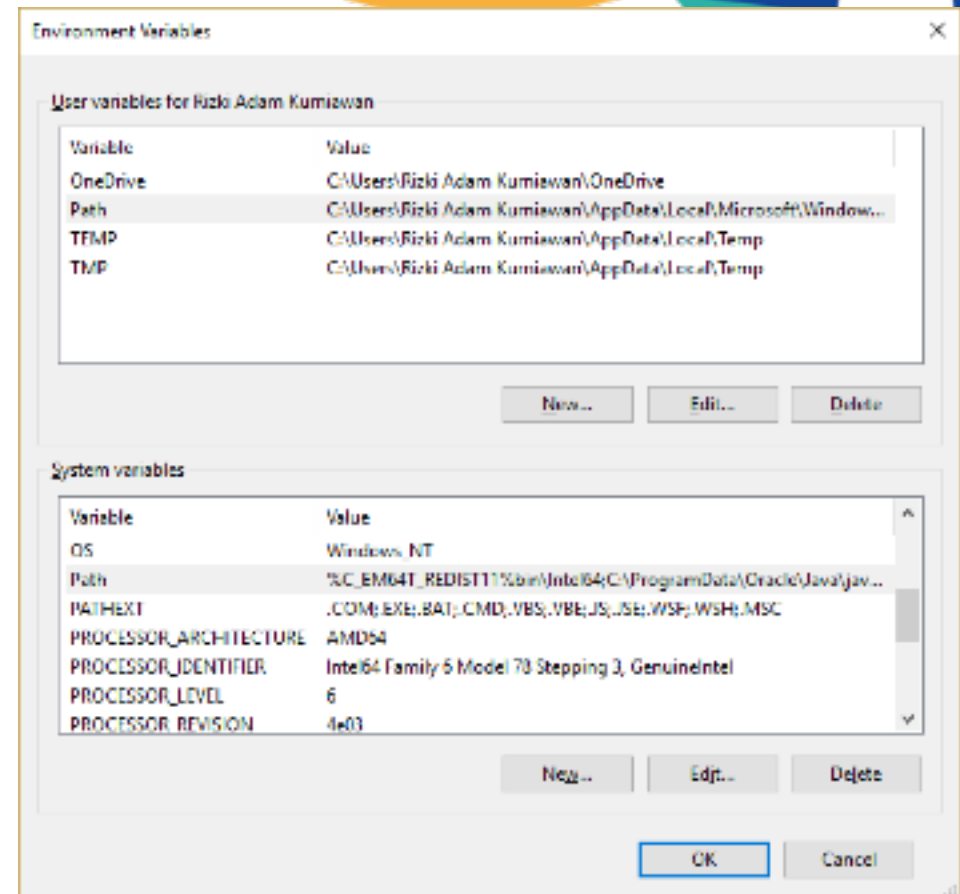 Environment Variables
User variables for Rizki Adam Kurniawan
Variable Value
OneDrive C:\Users\Rizki Adam Kurniawan\OneDrive
Path C:\Users\Rizki Adam Kurniawan\AppData\Local\Microsoft\Window...
TEMP C:\Users\Rizki Adam Kurniawan\AppData\Local\Temp
TMP C:\Users\Rizki Adam Kurniawan\AppData\Local\Temp
New... Edit... Delete
System variables
Variable Value
OS Windows_NT
Path %C_EM64T_REDIST11%bin\Intel64;C:\ProgramData\Oracle\Java\jav...
PATHEXT .COM;.EXE;.BAT;.CMD;.VBS;.VBE;.JS;.JSE;.WSF;.WSH;.MSC
PROCESSOR_ARCHITECTURE AMD64
PROCESSOR_IDENTIFIER Intel64 Family 6 Model 78 Stepping 3, GenuineIntel
PROCESSOR_LEVEL 6
PROCESSOR_REVISION 4e03
New... Edit... Delete
OK Cancel